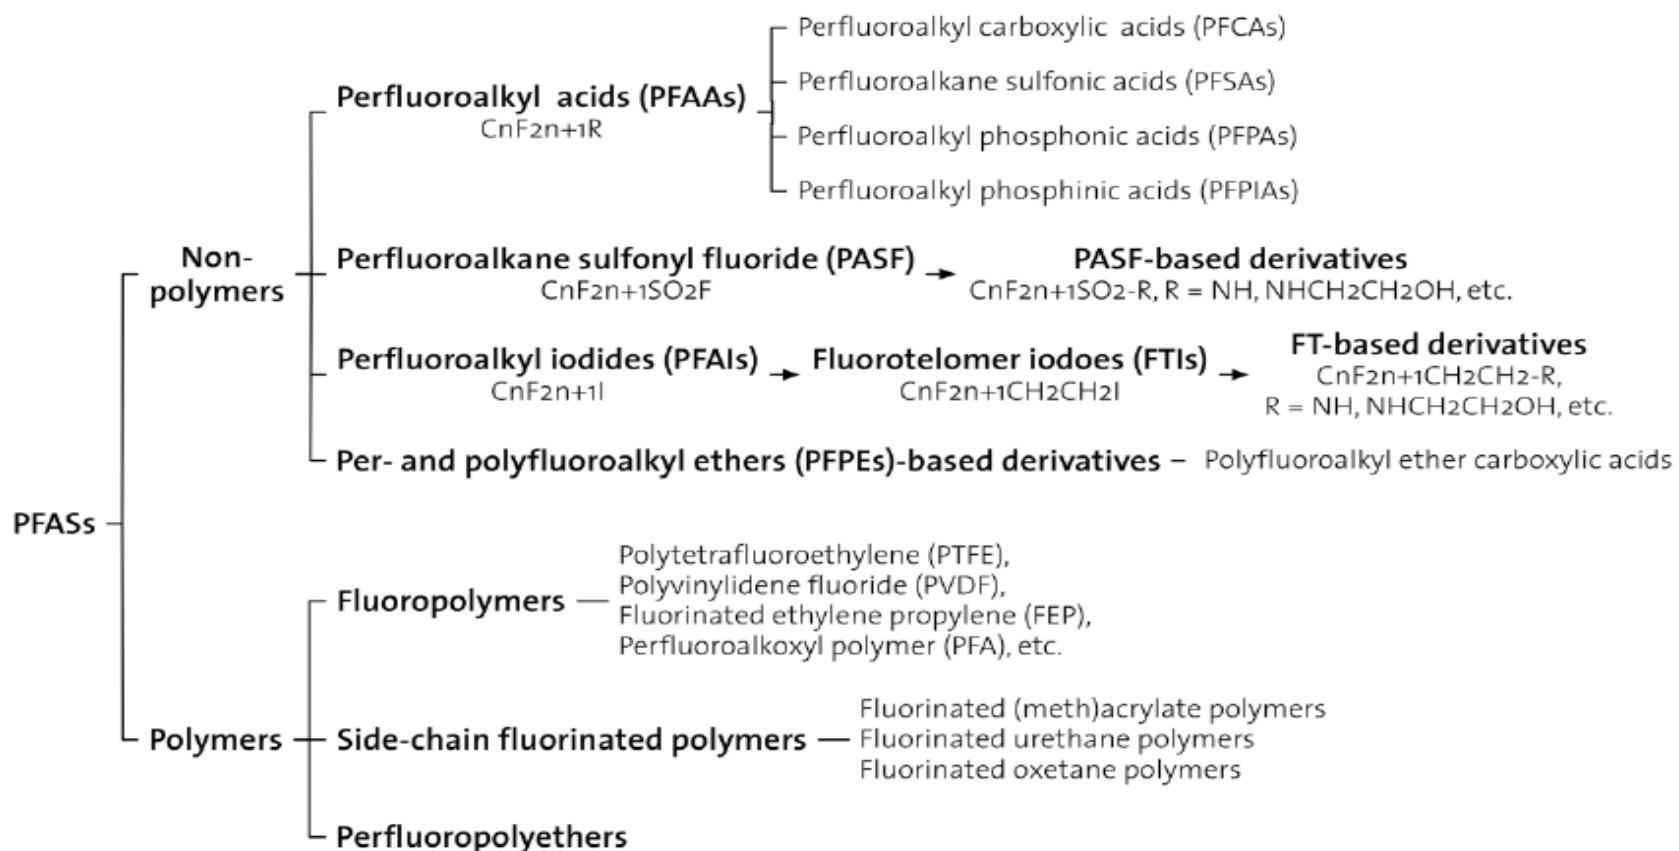 Perfluoroalkyl carboxylic acids (PFCAs)
Perfluoroalkane sulfonic acids (PFSAs)
Perfluoroalkyl acids (PFAAs)
CnF2n+1R
Perfluoroalkyl phosphonic acids (PFPAs)
Perfluoroalkyl phosphinic acids (PFPIAs)
Non-
polymers
Perfluoroalkane sulfonyl fluoride (PASF)
CnF2n+1SO2F
PASF-based derivatives
CnF2n+1SO2-R, R = NH, NHCH2CH2OH, etc.
Perfluoroalkyl iodides (PFAIs)
CnF2n+1I
Fluorotelomer iodoes (FTIs)
CnF2n+1CH2CH2I
FT-based derivatives
CnF2n+1CH2CH2-R,
R = NH, NHCH2CH2OH, etc.
Per- and polyfluoroalkyl ethers (PFPEs)-based derivatives – Polyfluoroalkyl ether carboxylic acids
PFASs
Fluoropolymers
Polytetrafluoroethylene (PTFE),
Polyvinylidene fluoride (PVDF),
Fluorinated ethylene propylene (FEP),
Perfluoroalkoxyl polymer (PFA), etc.
Polymers
Side-chain fluorinated polymers
Fluorinated (meth)acrylate polymers
Fluorinated urethane polymers
Fluorinated oxetane polymers
Perfluoropolyethers